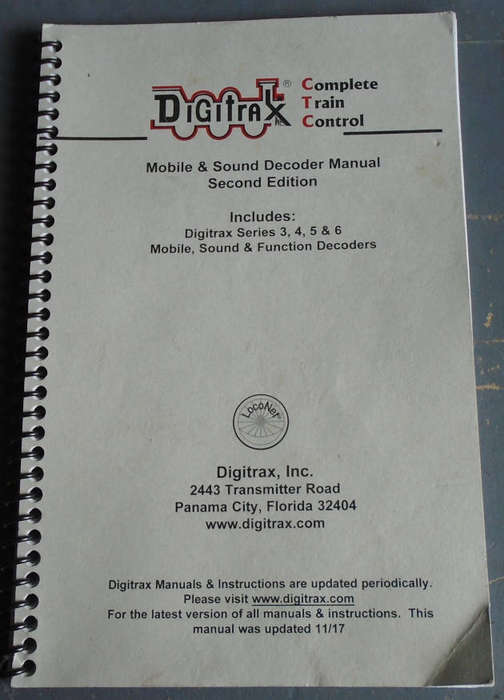 DIGITRAX INC. ® Complete
Train
Control
Mobile & Sound Decoder Manual
Second Edition
Includes:
Digitrax Series 3, 4, 5 & 6
Mobile, Sound & Function Decoders
LocoNet
Digitrax, Inc.
2443 Transmitter Road
Panama City, Florida 32404
www.digitrax.com
Digitrax Manuals & Instructions are updated periodically.
Please visit www.digitrax.com
For the latest version of all manuals & instructions. This
manual was updated 11/17